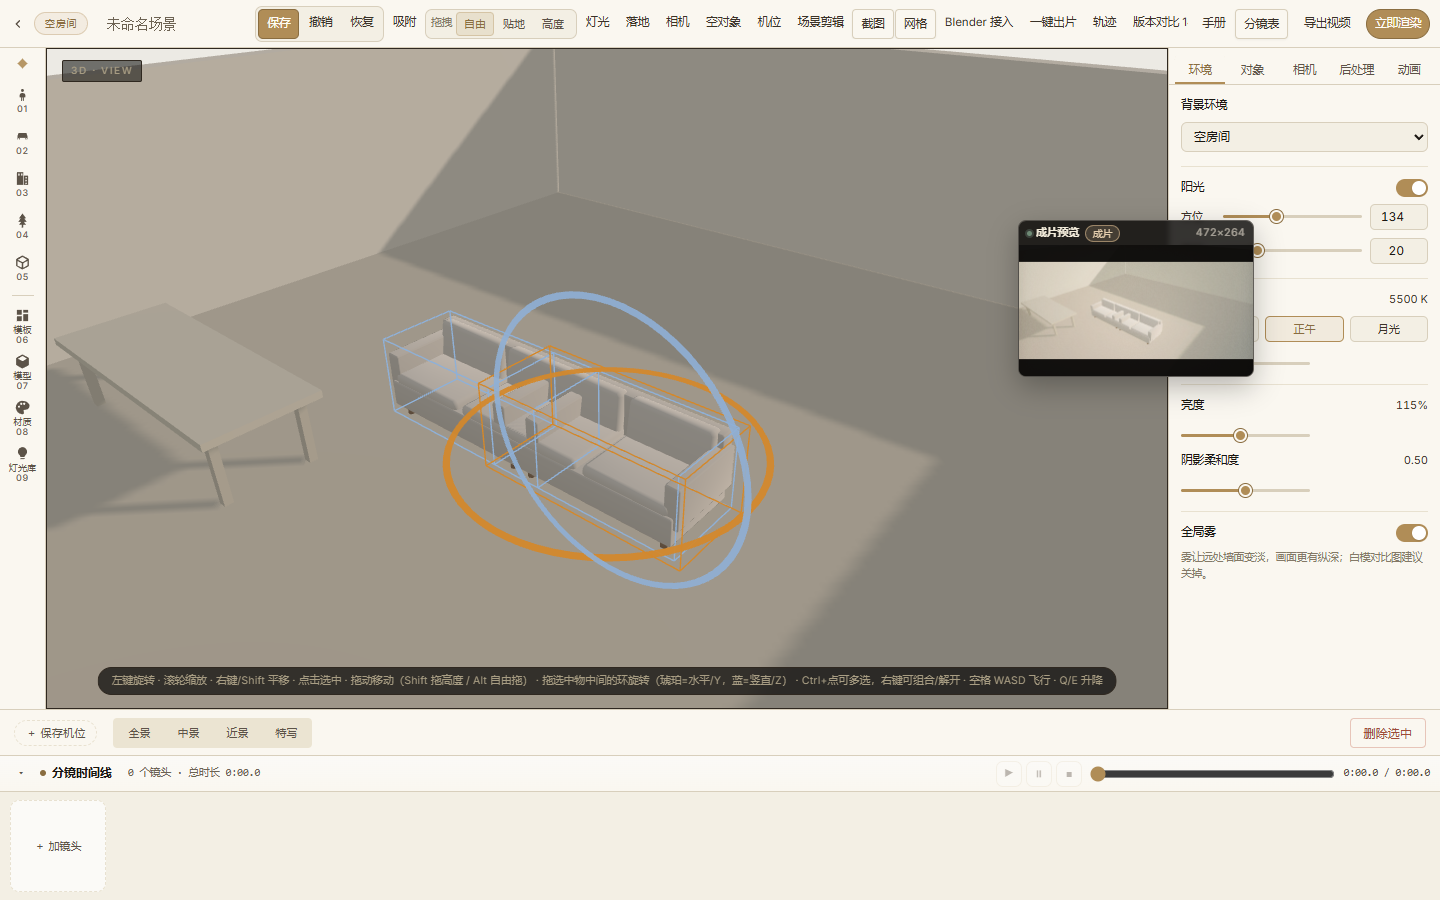 空房间
未命名场景
保存 撤销 恢复 吸附 拖拽 自由 贴地 高度 灯光 落地 相机 空对象 机位 场景剪辑 截图 网格 Blender 接入 一键出片 轨迹 版本对比 1 手册 分镜表 导出视频 立即渲染
3D · VIEW
01
02
03
04
05
模板
06
模型
07
材质
08
灯光库
09
环境 对象 相机 后处理 动画
背景环境
空房间
阳光
方位 134
20
成片预览 成片 472×264
5500 K
正午 月光
亮度 115%
阴影柔和度 0.50
全局雾
雾让远处墙面变淡，画面更有纵深；白模对比图建议
关掉。
左键旋转 · 滚轮缩放 · 右键/Shift 平移 · 点击选中 · 拖动移动（Shift 拖高度 / Alt 自由拖） · 拖选中物中间的环旋转（琥珀=水平/Y，蓝=竖直/Z） · Ctrl+点可多选，右键可组合/解开 · 空格 WASD 飞行 · Q/E 升降
+ 保存机位 全景 中景 近景 特写 删除选中
分镜时间线 0 个镜头 · 总时长 0:00.0 0:00.0 / 0:00.0
+ 加镜头